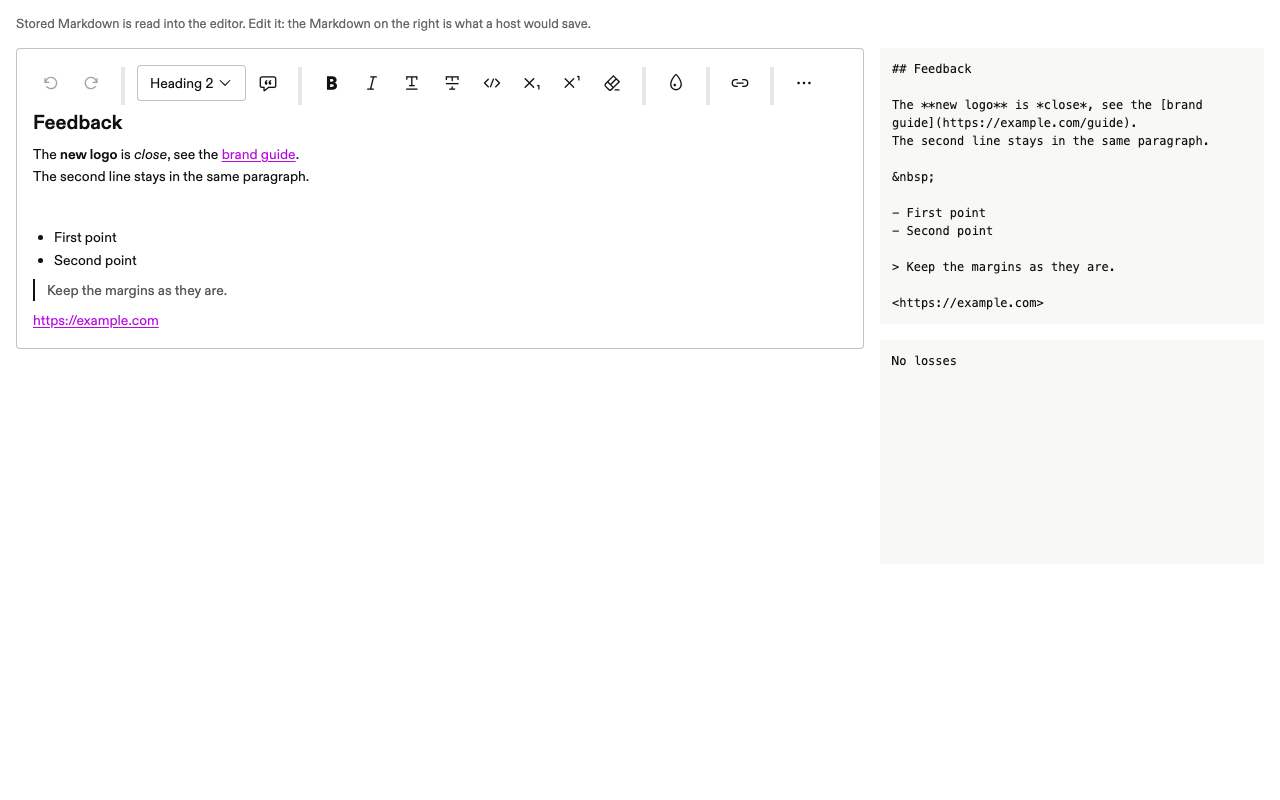 Stored Markdown is read into the editor. Edit it: the Markdown on the right is what a host would save.
Heading 2
Feedback
The new logo is close, see the brand guide.
The second line stays in the same paragraph.
First point
Second point
Keep the margins as they are.
https://example.com
## Feedback
The **new logo** is *close*, see the [brand
guide](https://example.com/guide).
The second line stays in the same paragraph.
&nbsp;
- First point
- Second point
> Keep the margins as they are.
<https://example.com>
No losses